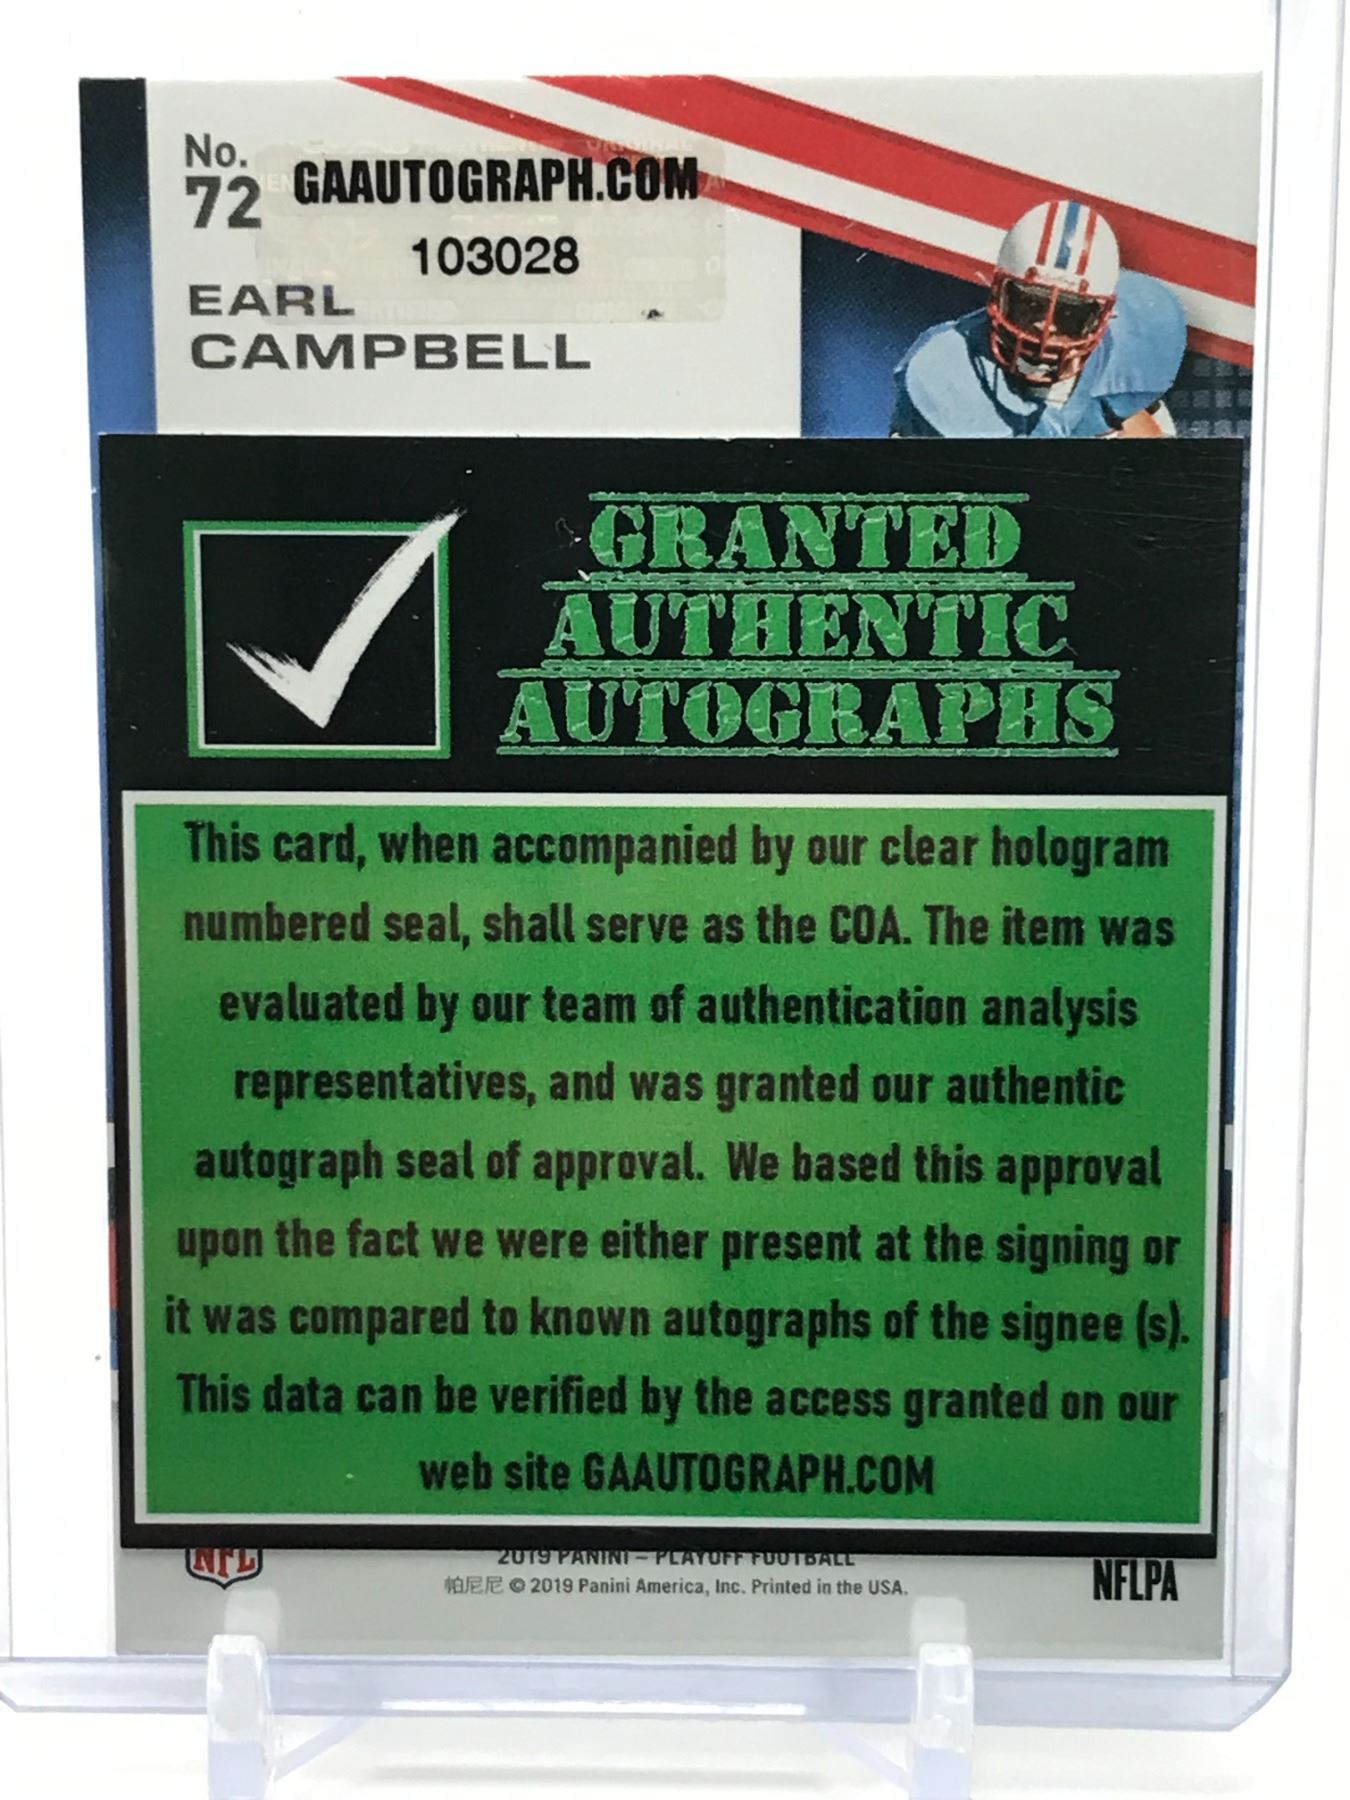 No.
72
GAAUTOGRAPH.COM
103028
EARL
CAMPBELL
GRANTED
AUTHENTIC
AUTOGRAPHS
This card, when accompanied by our clear hologram
numbered seal, shall serve as the COA. The item was
evaluated by our team of authentication analysis
representatives, and was granted our authentic
autograph seal of approval. We based this approval
upon the fact we were either present at the signing or
it was compared to known autographs of the signee (s).
This data can be verified by the access granted on our
web site GAAUTOGRAPH.COM
NFL
2019 PANINI – PLAYOFF FOOTBALL
帕尼尼 © 2019 Panini America, Inc. Printed in the USA.
NFLPA